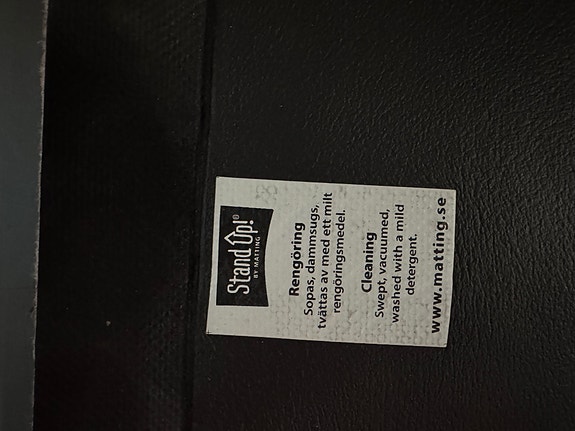 Stand Up!®
BY MATTING
Rengöring
Sopas, dammsugs,
tvättas av med ett milt
rengöringsmedel.
Cleaning
Swept, vacuumed,
washed with a mild
detergent.
www.matting.se